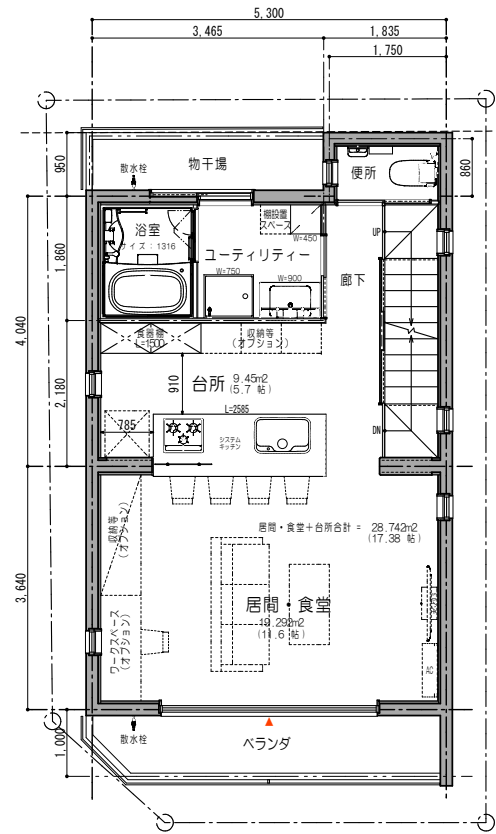 5,300
3,465
1,835
1,750
950
860
物干場
散水栓
便所
浴室
サイズ：1316
棚設置
スペース
W=450
ユーティリティー
W=750
W=900
UP
廊下
1,860
4,040
食器棚
L=1500
収納等
(オプション)
910
台所
9.45m2
(5.7 帖)
2,180
785
L=2585
システム
キッチン
DN
収納等
(オプション)
居間・食堂＋台所合計 = 28.742m2
(17.38 帖)
3,640
居間・食堂
19.292m2
(11.6 帖)
ワークスペース
(オプション)
1,000
散水栓
ベランダ